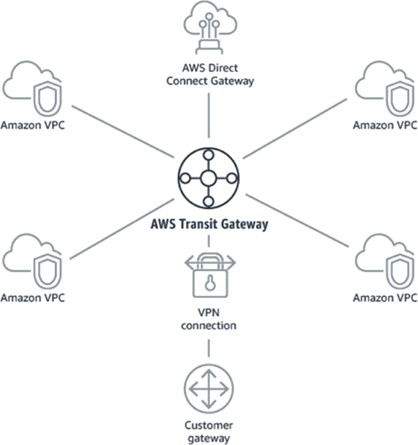 AWS Direct
Connect Gateway
Amazon VPC
Amazon VPC
AWS Transit Gateway
Amazon VPC
Amazon VPC
VPN
connection
Customer
gateway